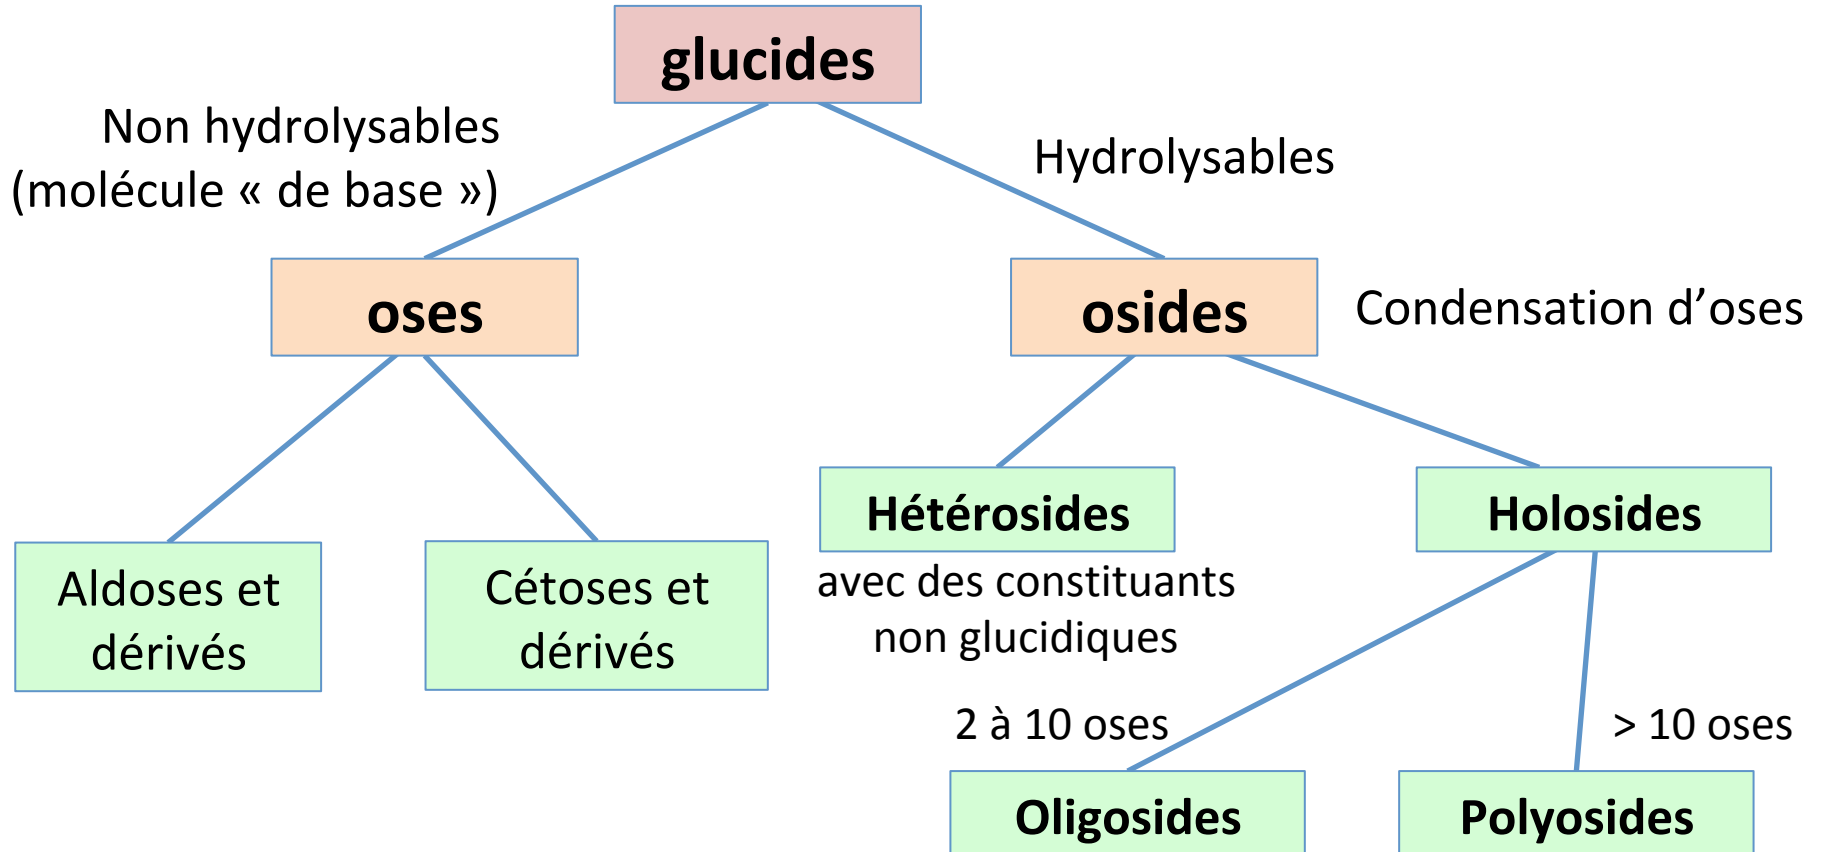 glucides
Non hydrolysables
(molécule « de base »)
Hydrolysables
oses
osides
Condensation d’oses
Hétérosides
Holosides
Aldoses et
dérivés
Cétoses et
dérivés
avec des constituants
non glucidiques
2 à 10 oses
> 10 oses
Oligosides
Polyosides